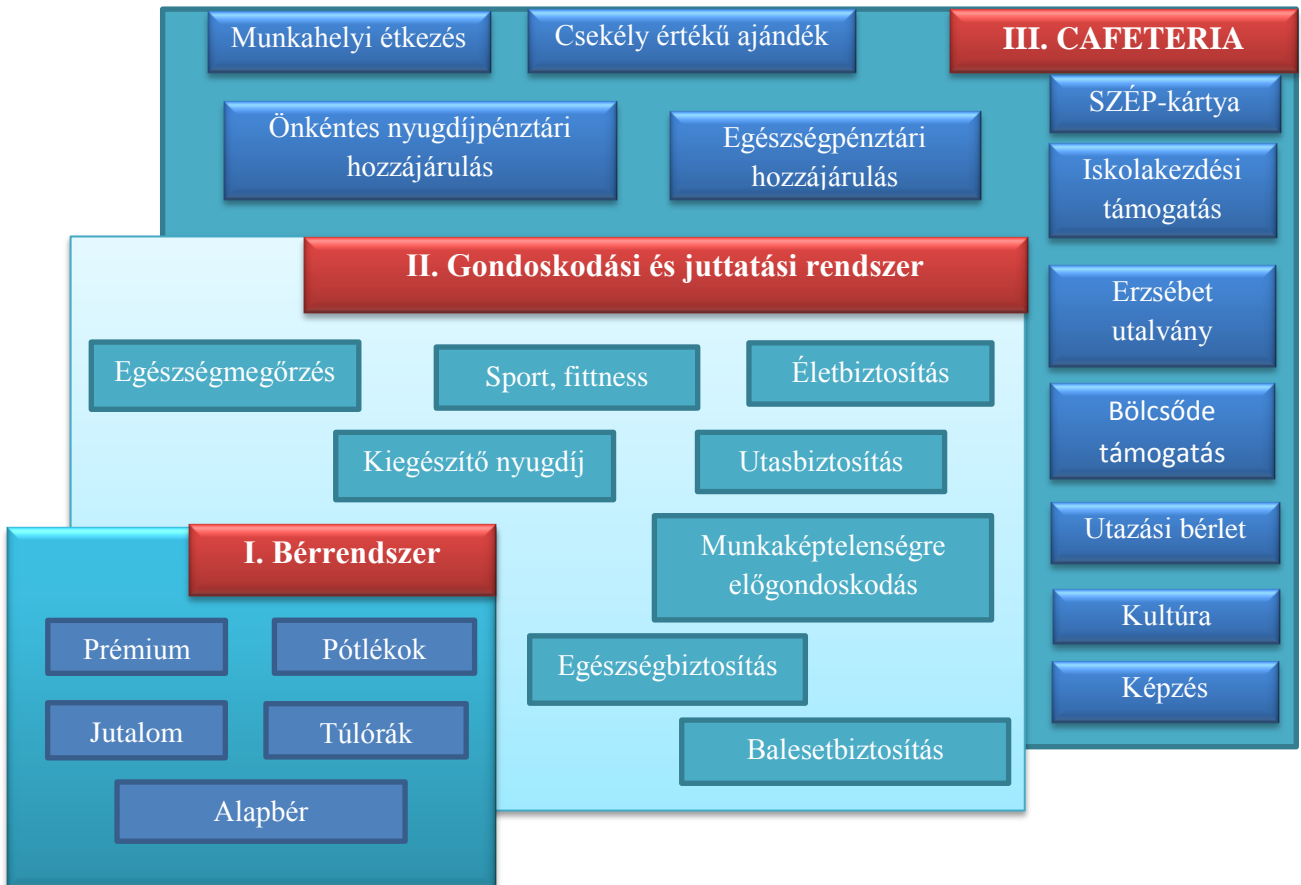 Munkahelyi étkezés
Csekély értékű ajándék
III. CAFETERIA
SZÉP-kártya
Önkéntes nyugdíjpénztári
hozzájárulás
Egészségpénztári
hozzájárulás
Iskolakezdési
támogatás
Erzsébet
utalvány
Bölcsőde
támogatás
Utazási bérlet
Kultúra
Képzés
II. Gondoskodási és juttatási rendszer
Egészségmegőrzés
Sport, fittness
Életbiztosítás
Kiegészítő nyugdíj
Utasbiztosítás
Munkaképtelenségre
előgondoskodás
Egészségbiztosítás
Balesetbiztosítás
I. Bérrendszer
Prémium
Pótlékok
Jutalom
Túlórák
Alapbér